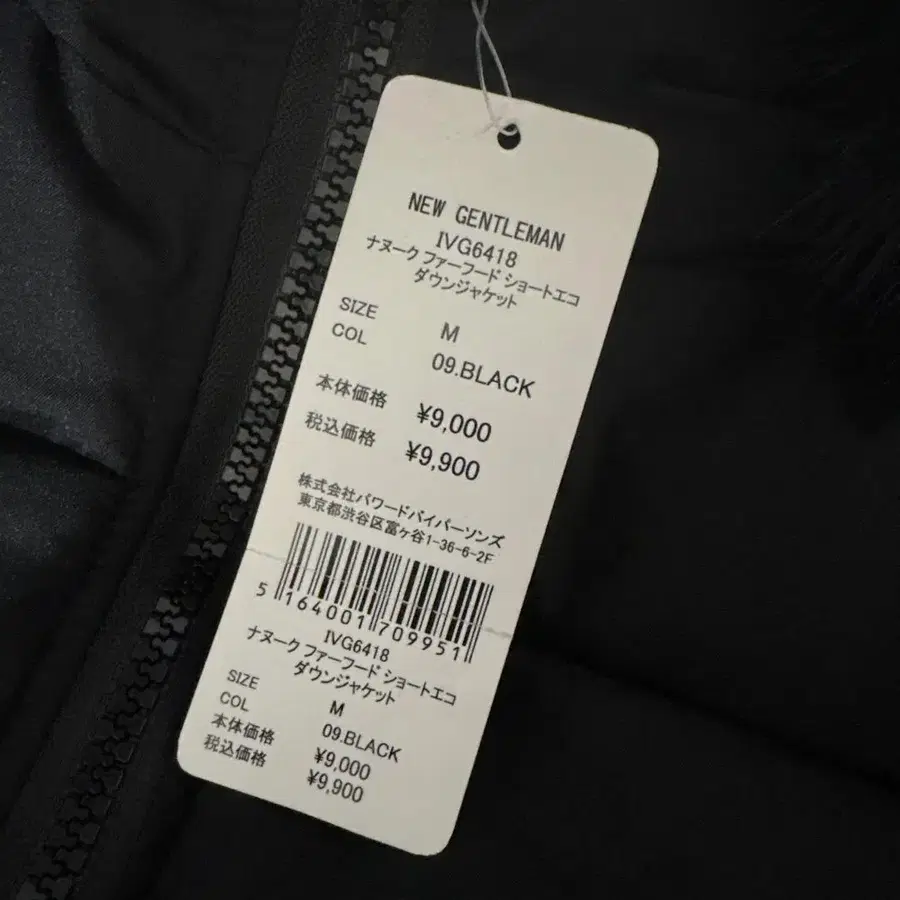 NEW GENTLEMAN
IVG6418
ナヌーク ファーフード ショートエコ
ダウンジャケット
SIZE M
COL 09.BLACK
本体価格 ¥9,000
税込価格 ¥9,900
株式会社パワードバイパーソンズ
東京都渋谷区富ヶ谷1-36-6-2F
5 164001 709951
IVG6418
ナヌーク ファーフード ショートエコ
ダウンジャケット
SIZE M
COL 09.BLACK
本体価格 ¥9,000
税込価格 ¥9,900